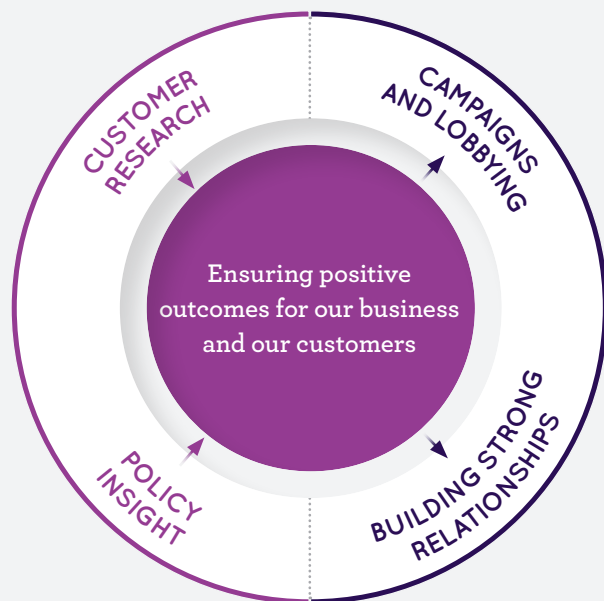 CUSTOMER
RESEARCH
CAMPAIGNS
AND LOBBYING
Ensuring positive
outcomes for our business
and our customers
POLICY
INSIGHT
BUILDING STRONG
RELATIONSHIPS